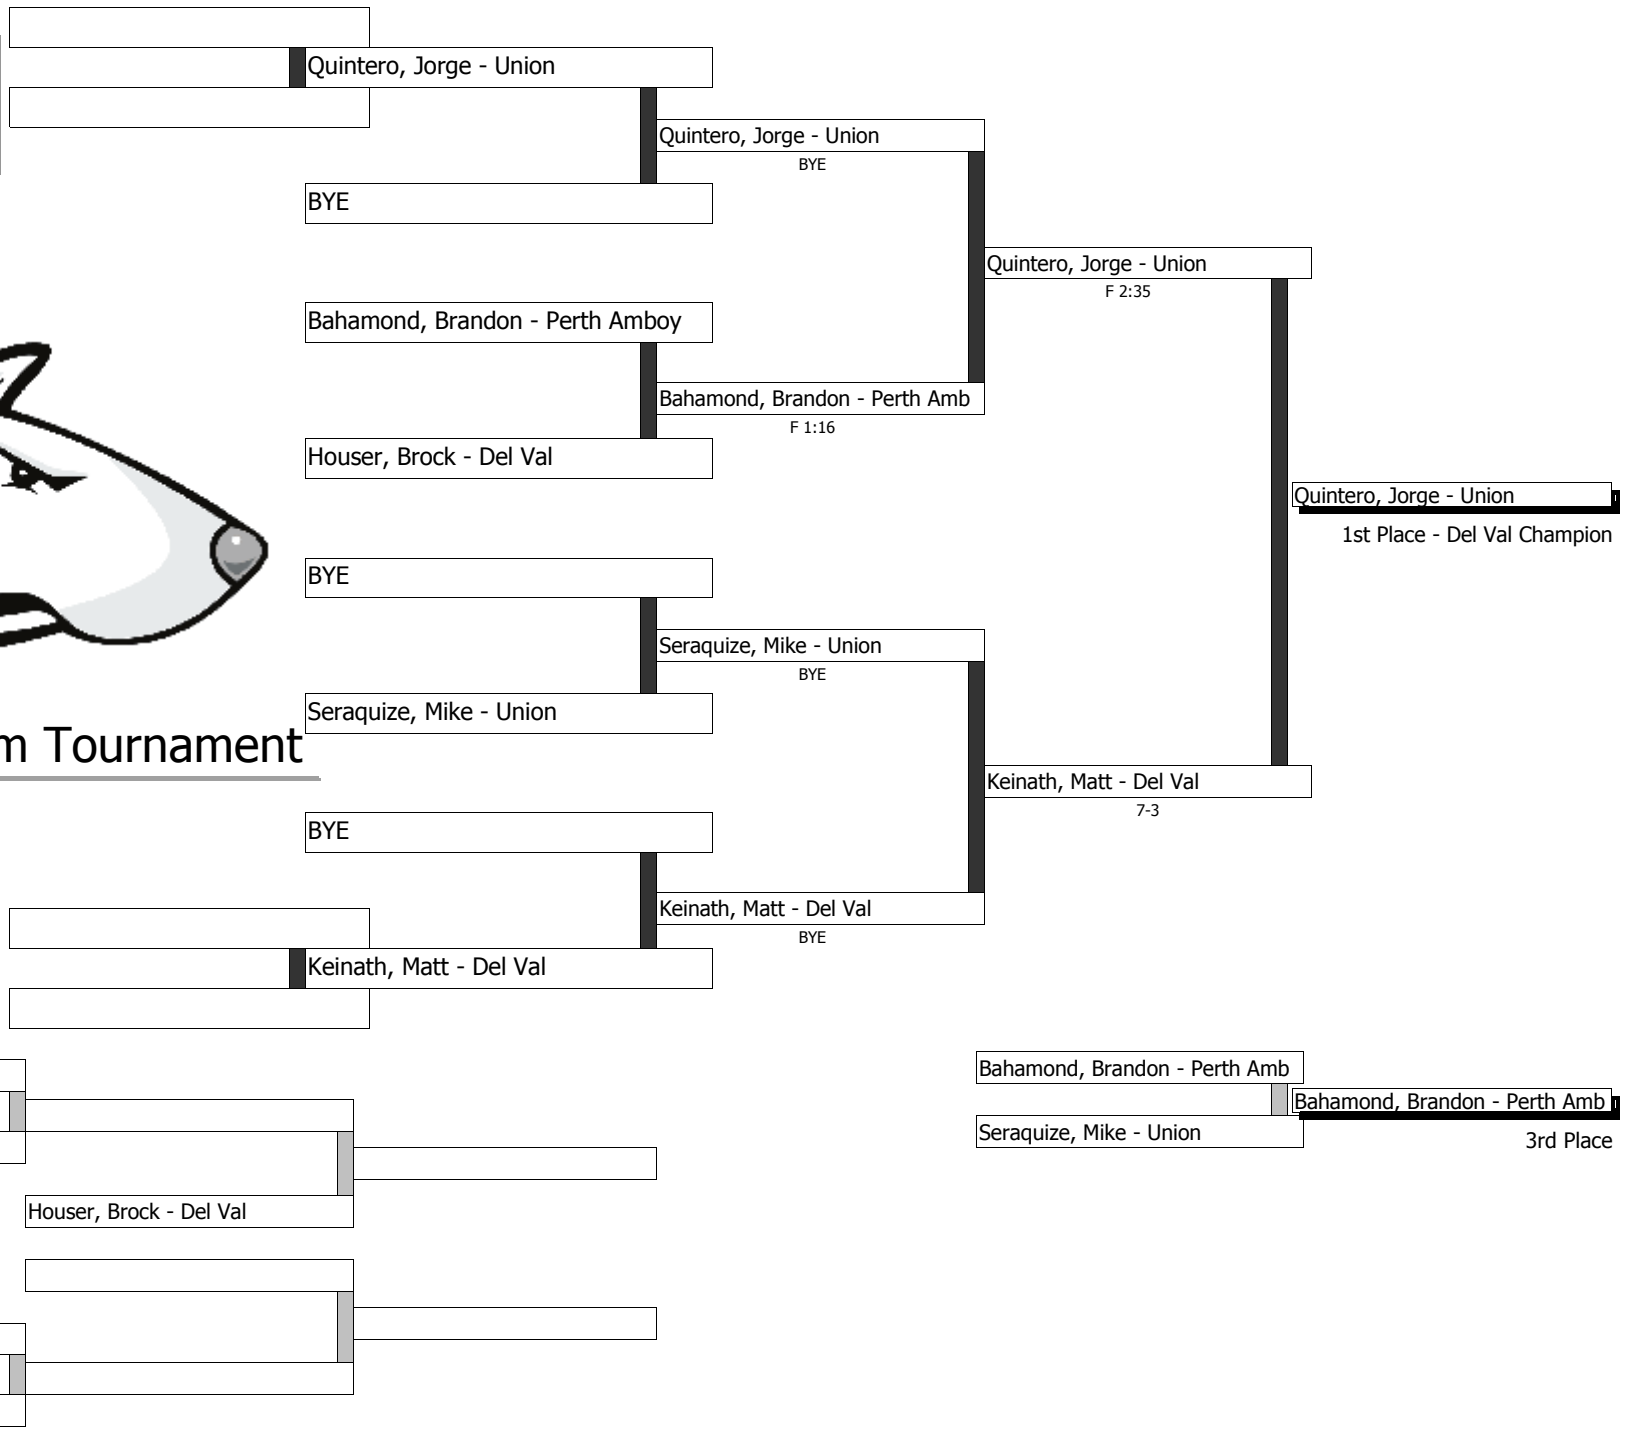 Quintero, Jorge - Union
Quintero, Jorge - Union
BYE
BYE
Quintero, Jorge - Union
F 2:35
Bahamond, Brandon - Perth Amboy
Bahamond, Brandon - Perth Amb
F 1:16
Houser, Brock - Del Val
Quintero, Jorge - Union
1st Place - Del Val Champion
BYE
Seraquize, Mike - Union
BYE
Seraquize, Mike - Union
m Tournament
Keinath, Matt - Del Val
7-3
BYE
Keinath, Matt - Del Val
BYE
Keinath, Matt - Del Val
Bahamond, Brandon - Perth Amb
Bahamond, Brandon - Perth Amb
Seraquize, Mike - Union
3rd Place
Houser, Brock - Del Val